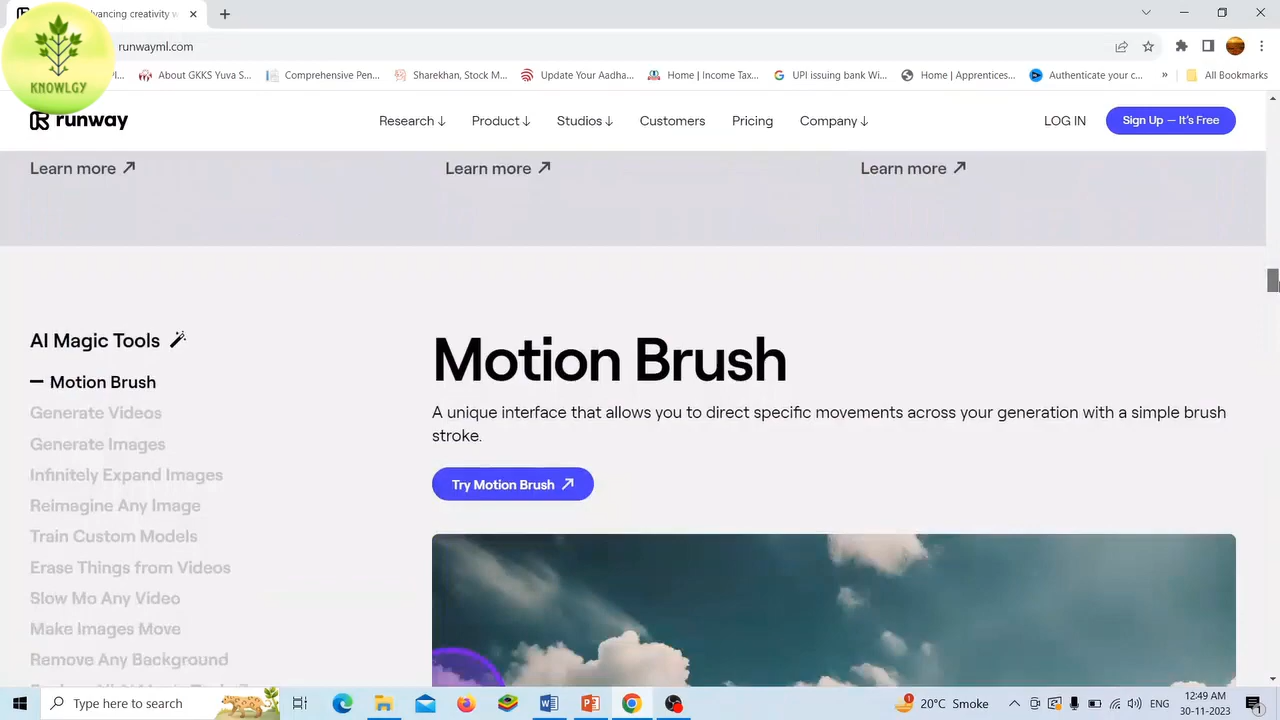 dvancing creativity w
runwayml.com
KNOWLGY
About GKKS Yuva S...
Comprehensive Pen...
Sharekhan, Stock M...
Update Your Aadha...
Home | Income Tax...
UPI issuing bank Wi...
Home | Apprentices...
Authenticate your c...
»
All Bookmarks
runway
Research ↓
Product ↓
Studios ↓
Customers
Pricing
Company ↓
LOG IN
Sign Up — It's Free
Learn more ↗
Learn more ↗
Learn more ↗
AI Magic Tools
Motion Brush
Generate Videos
Generate Images
Infinitely Expand Images
Reimagine Any Image
Train Custom Models
Erase Things from Videos
Slow Mo Any Video
Make Images Move
Remove Any Background
Motion Brush
A unique interface that allows you to direct specific movements across your generation with a simple brush
stroke.
Try Motion Brush ↗
Type here to search
1
20°C Smoke
ENG
12:49 AM
30-11-2023
1